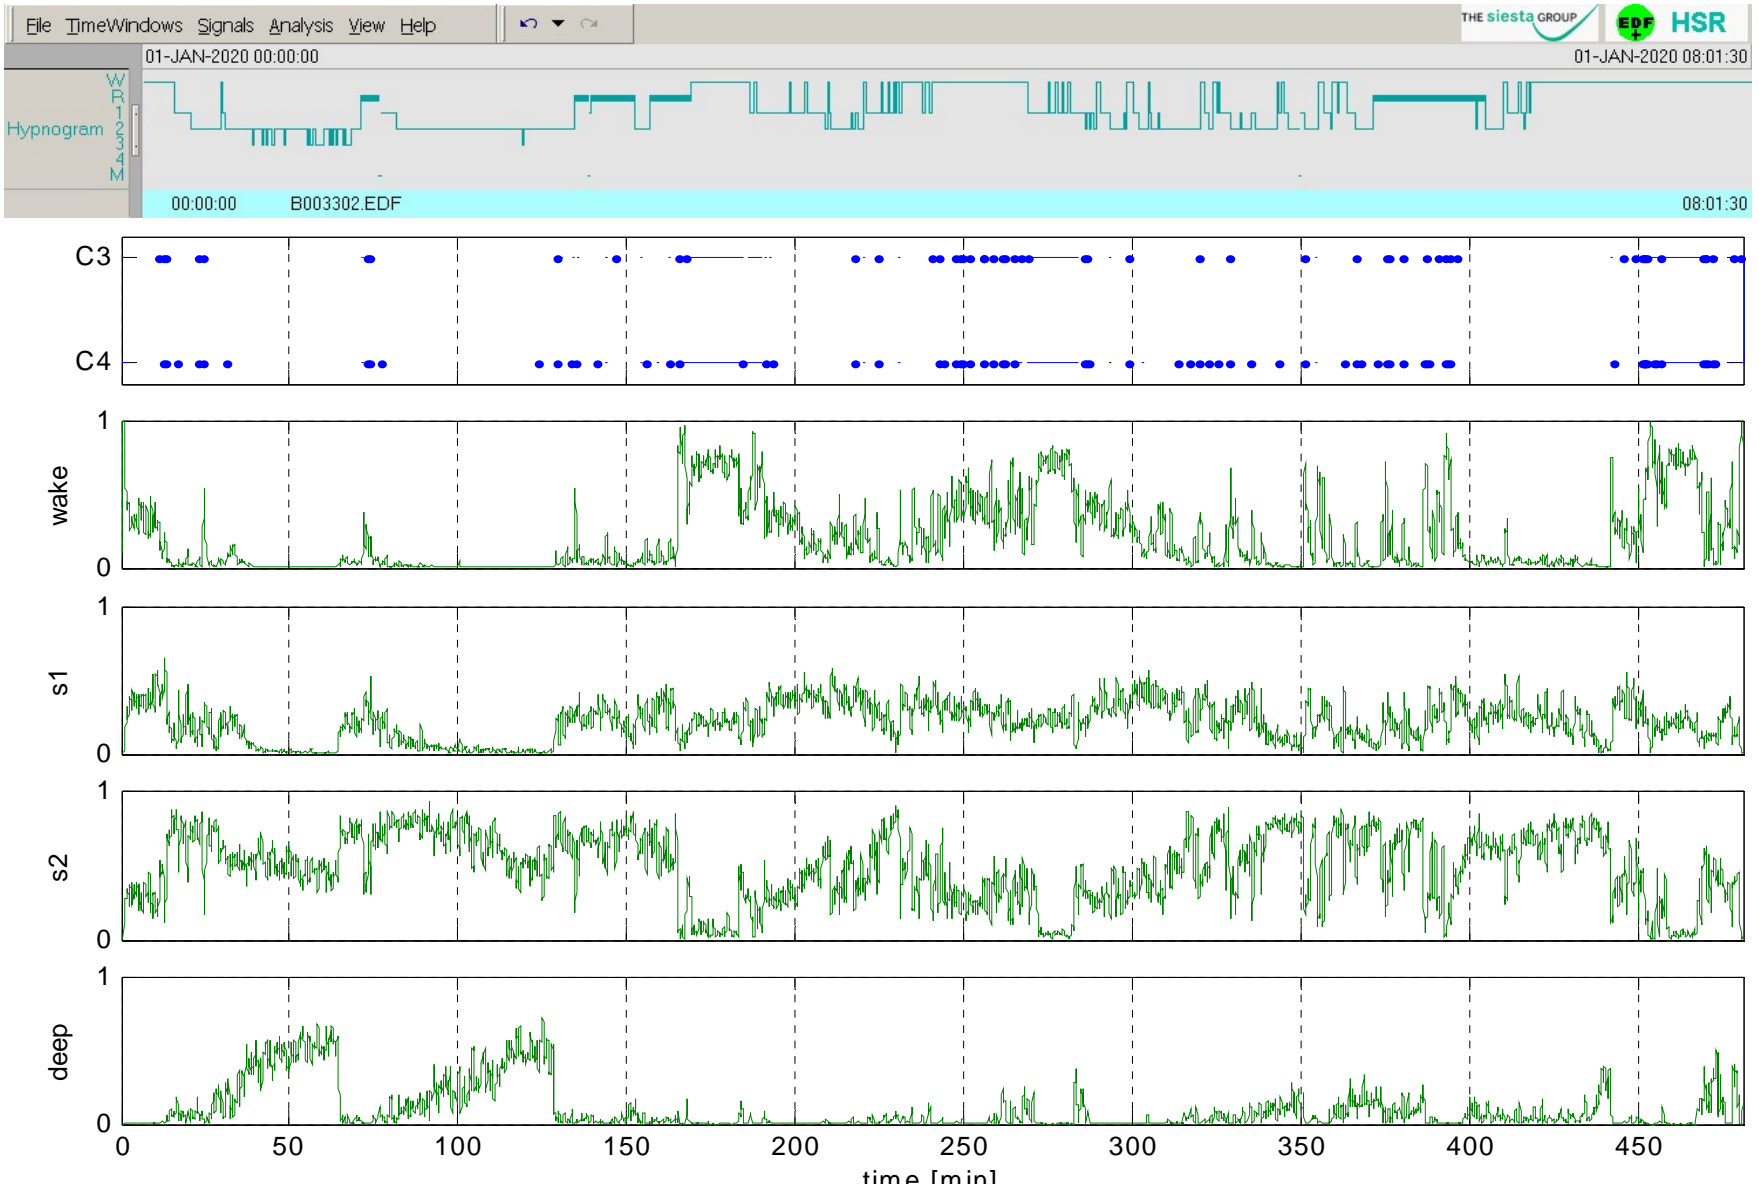 File TimeWindows Signals Analysis View Help
THE siesta GROUP
EDF + HSR
01-JAN-2020 00:00:00 01-JAN-2020 08:01:30
Hypnogram
W
R
1
2
3
4
M
00:00:00 B003302.EDF 08:01:30
C3
C4
1
wake
0
1
s1
0
1
s2
0
1
deep
0
0 50 100 150 200 250 300 350 400 450
time [min]